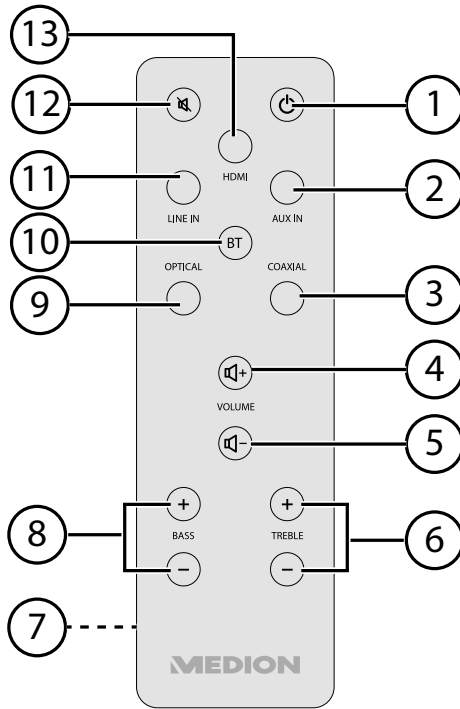 13
12
1
HDMI
11
2
LINE IN
AUX IN
10
BT
OPTICAL
COAXIAL
9
3
+
4
VOLUME
-
5
+
+
8
BASS
TREBLE
6
-
-
7
MEDION